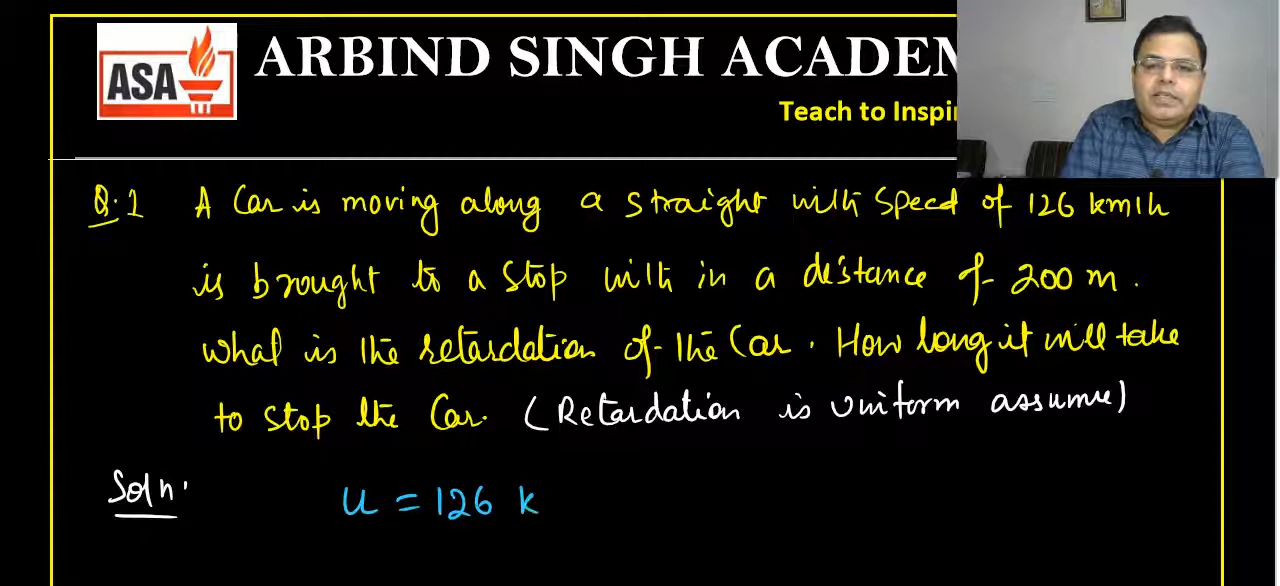 ASA
ARBIND SINGH ACADEM
Teach to Inspi
Q.1 A Car is moving along a straight with speed of 126 km/h
is brought to a stop with in a distance of 200 m.
What is the retardation of the Car. How long it will take
to stop the Car. (Retardation is Uniform assume)
Soln.
u = 126 k